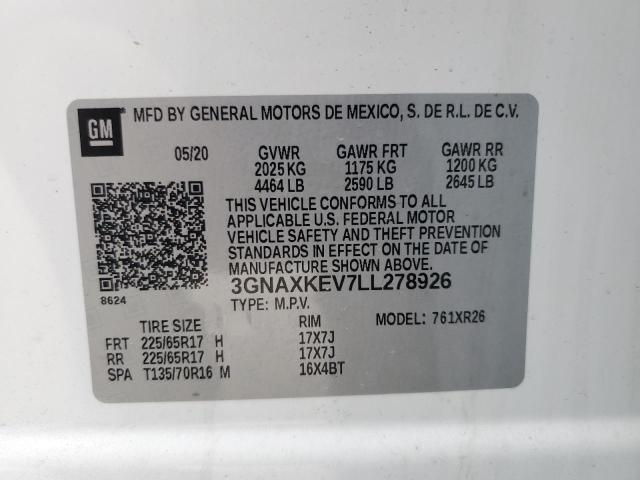 GM
MFD BY GENERAL MOTORS DE MEXICO, S. DE R.L. DE C.V.
05/20 GVWR GAWR FRT GAWR RR
2025 KG 1175 KG 1200 KG
4464 LB 2590 LB 2645 LB
THIS VEHICLE CONFORMS TO ALL
APPLICABLE U.S. FEDERAL MOTOR
VEHICLE SAFETY AND THEFT PREVENTION
STANDARDS IN EFFECT ON THE DATE OF
MANUFACTURE SHOWN ABOVE.
8624
3GNAXKEV7LL278926
TYPE: M.P.V.
TIRE SIZE RIM MODEL: 761XR26
FRT 225/65R17 H 17X7J
RR 225/65R17 H 17X7J
SPA T135/70R16 M 16X4BT